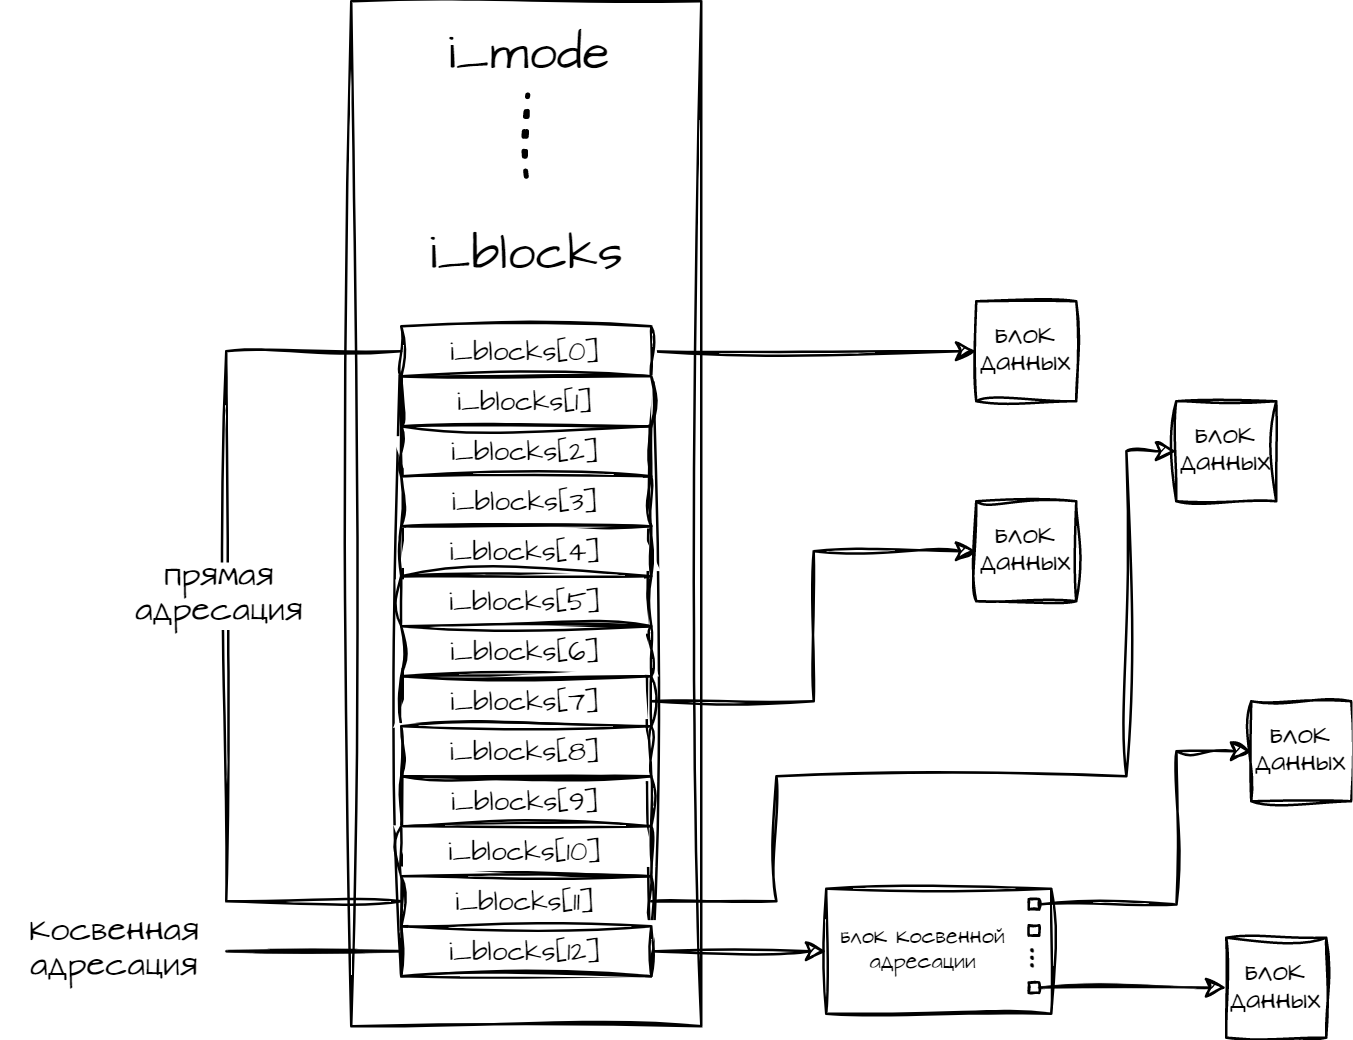 i_mode
i_blocks
i_blocks[0]
i_blocks[1]
i_blocks[2]
i_blocks[3]
i_blocks[4]
i_blocks[5]
i_blocks[6]
i_blocks[7]
i_blocks[8]
i_blocks[9]
i_blocks[10]
i_blocks[11]
i_blocks[12]
прямая
адресация
Косвенная
адресация
Блок
данных
Блок
данных
Блок
данных
Блок косвенной
адресации
Блок
данных
Блок
данных